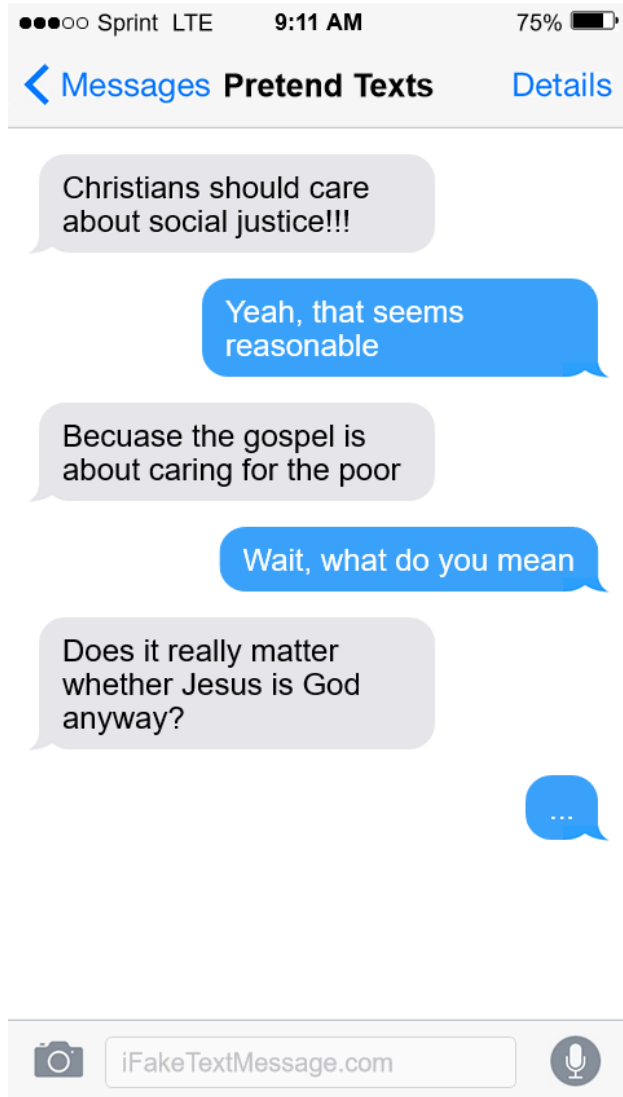 Sprint LTE 9:11 AM 75%
Messages Pretend Texts Details
Christians should care
about social justice!!!
Yeah, that seems
reasonable
Becuase the gospel is
about caring for the poor
Wait, what do you mean
Does it really matter
whether Jesus is God
anyway?
...
iFakeTextMessage.com